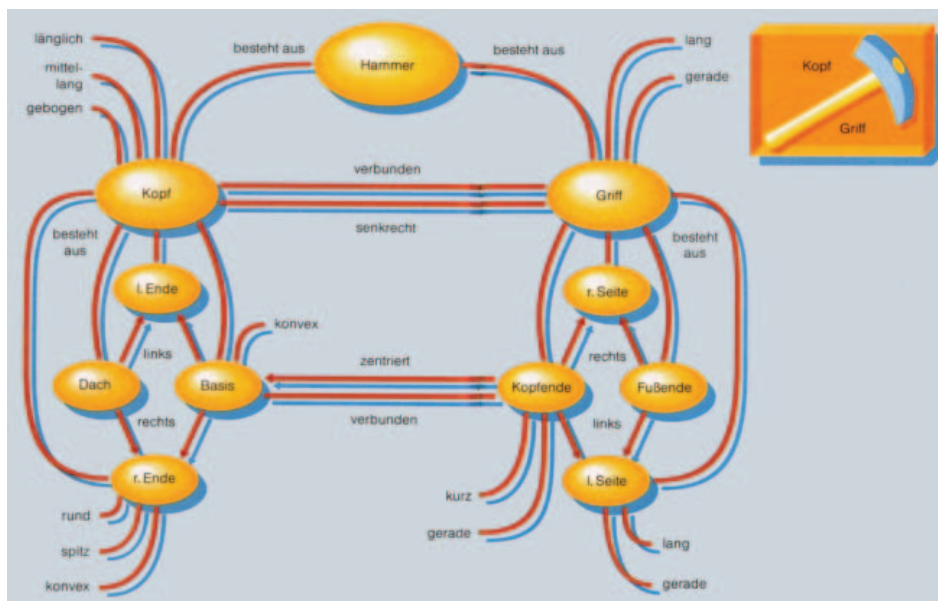 länglich
mittel-
lang
gebogen
besteht aus
Hammer
besteht aus
lang
gerade
Kopf
Griff
Kopf
verbunden
senkrecht
Griff
besteht
aus
besteht
aus
l. Ende
r. Seite
konvex
links
rechts
Dach
Basis
zentriert
verbunden
Kopfende
Fußende
rechts
links
r. Ende
l. Seite
rund
spitz
konvex
kurz
gerade
lang
gerade